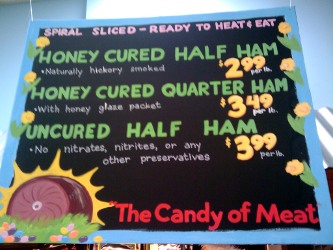 SPIRAL SLICED - READY TO HEAT & EAT
HONEY CURED HALF HAM
• Naturally hickory smoked $2.99 per lb.
HONEY CURED QUARTER HAM
• With honey glaze packet $3.49 per lb.
UNCURED HALF HAM
• No nitrates, nitrites, or any $3.99 per lb.
other preservatives
"The Candy of Meat"